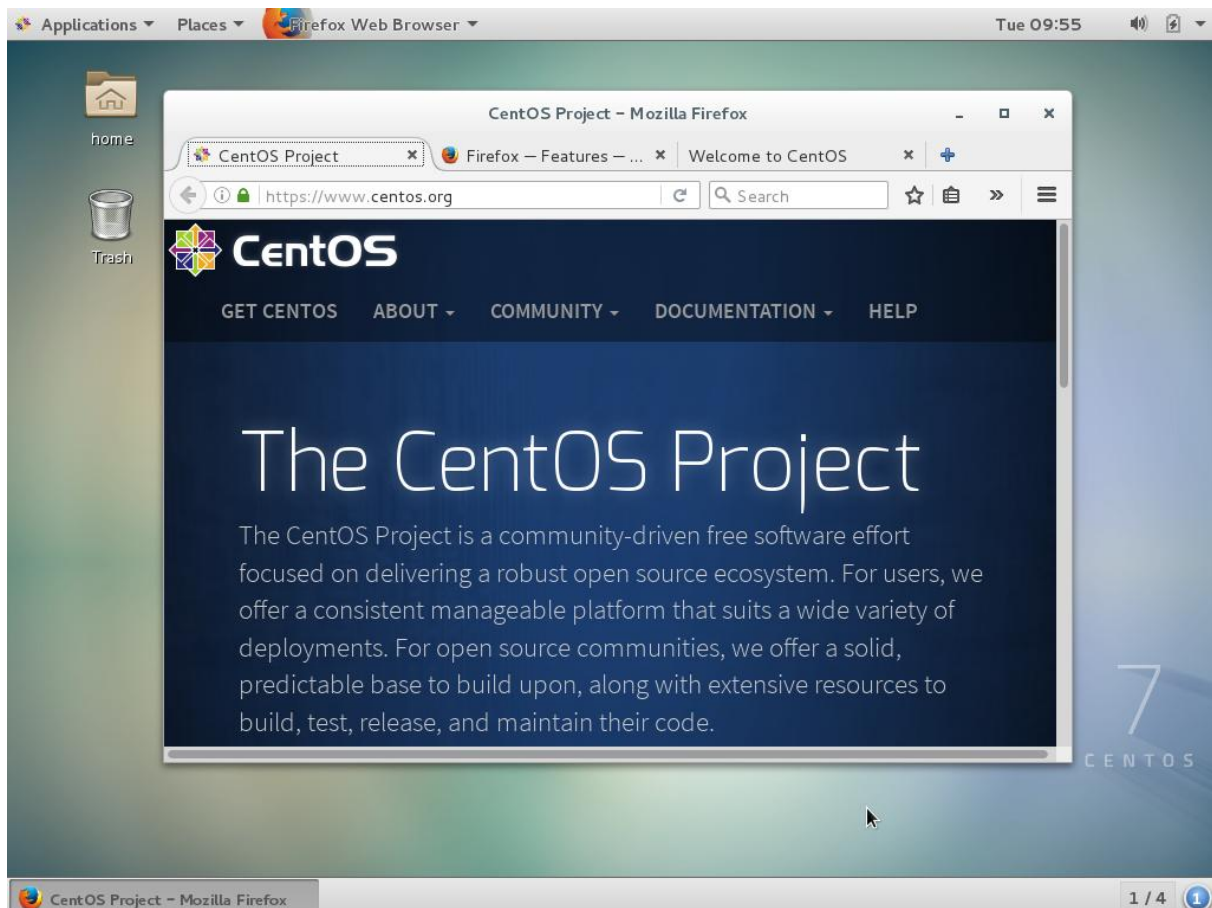 Applications Places Firefox Web Browser Tue 09:55
home
Trash
CentOS Project – Mozilla Firefox
CentOS Project Firefox — Features — ... Welcome to CentOS
https://www.centos.org Search
CentOS
GET CENTOS ABOUT COMMUNITY DOCUMENTATION HELP
The CentOS Project
The CentOS Project is a community-driven free software effort
focused on delivering a robust open source ecosystem. For users, we
offer a consistent manageable platform that suits a wide variety of
deployments. For open source communities, we offer a solid,
predictable base to build upon, along with extensive resources to
build, test, release, and maintain their code.
7
CENTOS
CentOS Project – Mozilla Firefox 1 / 4 1